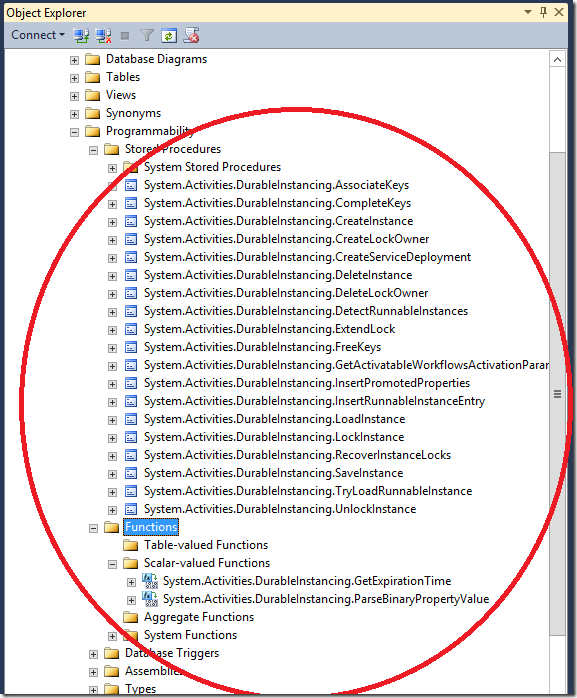 Object Explorer
Connect
Database Diagrams
Tables
Views
Synonyms
Programmability
Stored Procedures
System Stored Procedures
System.Activities.DurableInstancing.AssociateKeys
System.Activities.DurableInstancing.CompleteKeys
System.Activities.DurableInstancing.CreateInstance
System.Activities.DurableInstancing.CreateLockOwner
System.Activities.DurableInstancing.CreateServiceDeployment
System.Activities.DurableInstancing.DeleteInstance
System.Activities.DurableInstancing.DeleteLockOwner
System.Activities.DurableInstancing.DetectRunnableInstances
System.Activities.DurableInstancing.ExtendLock
System.Activities.DurableInstancing.FreeKeys
System.Activities.DurableInstancing.GetActivatableWorkflowsActivationParan
System.Activities.DurableInstancing.InsertPromotedProperties
System.Activities.DurableInstancing.InsertRunnableInstanceEntry
System.Activities.DurableInstancing.LoadInstance
System.Activities.DurableInstancing.LockInstance
System.Activities.DurableInstancing.RecoverInstanceLocks
System.Activities.DurableInstancing.SaveInstance
System.Activities.DurableInstancing.TryLoadRunnableInstance
System.Activities.DurableInstancing.UnlockInstance
Functions
Table-valued Functions
Scalar-valued Functions
System.Activities.DurableInstancing.GetExpirationTime
System.Activities.DurableInstancing.ParseBinaryPropertyValue
Aggregate Functions
System Functions
Database Triggers
Assemblies
Types